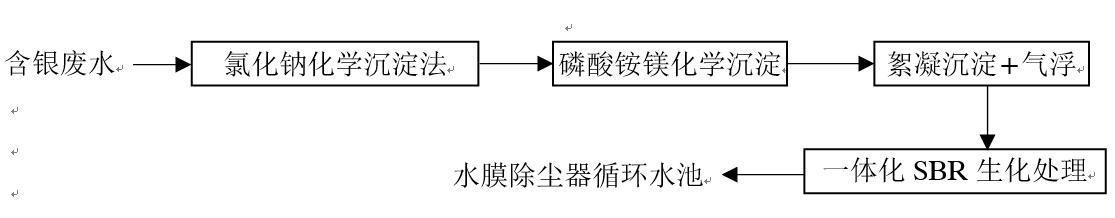 含银废水
氯化钠化学沉淀法
磷酸铵镁化学沉淀
絮凝沉淀+气浮
一体化 SBR 生化处理
水膜除尘器循环水池